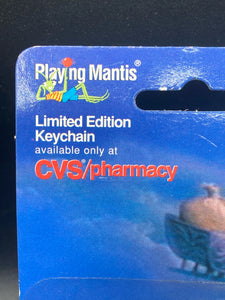 Playing Mantis®
Limited Edition
Keychain
available only at
CVS/pharmacy